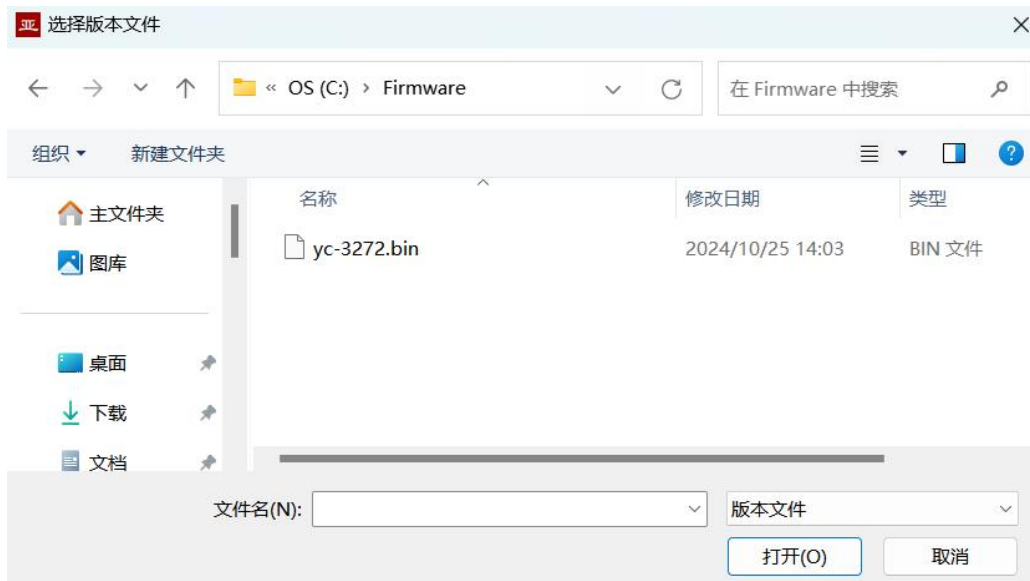 亚 选择版本文件
« OS (C:) › Firmware
在 Firmware 中搜索
组织 新建文件夹
名称 修改日期 类型
主文件夹
yc-3272.bin 2024/10/25 14:03 BIN 文件
图库
桌面
下载
文档
文件名(N): 版本文件
打开(O) 取消